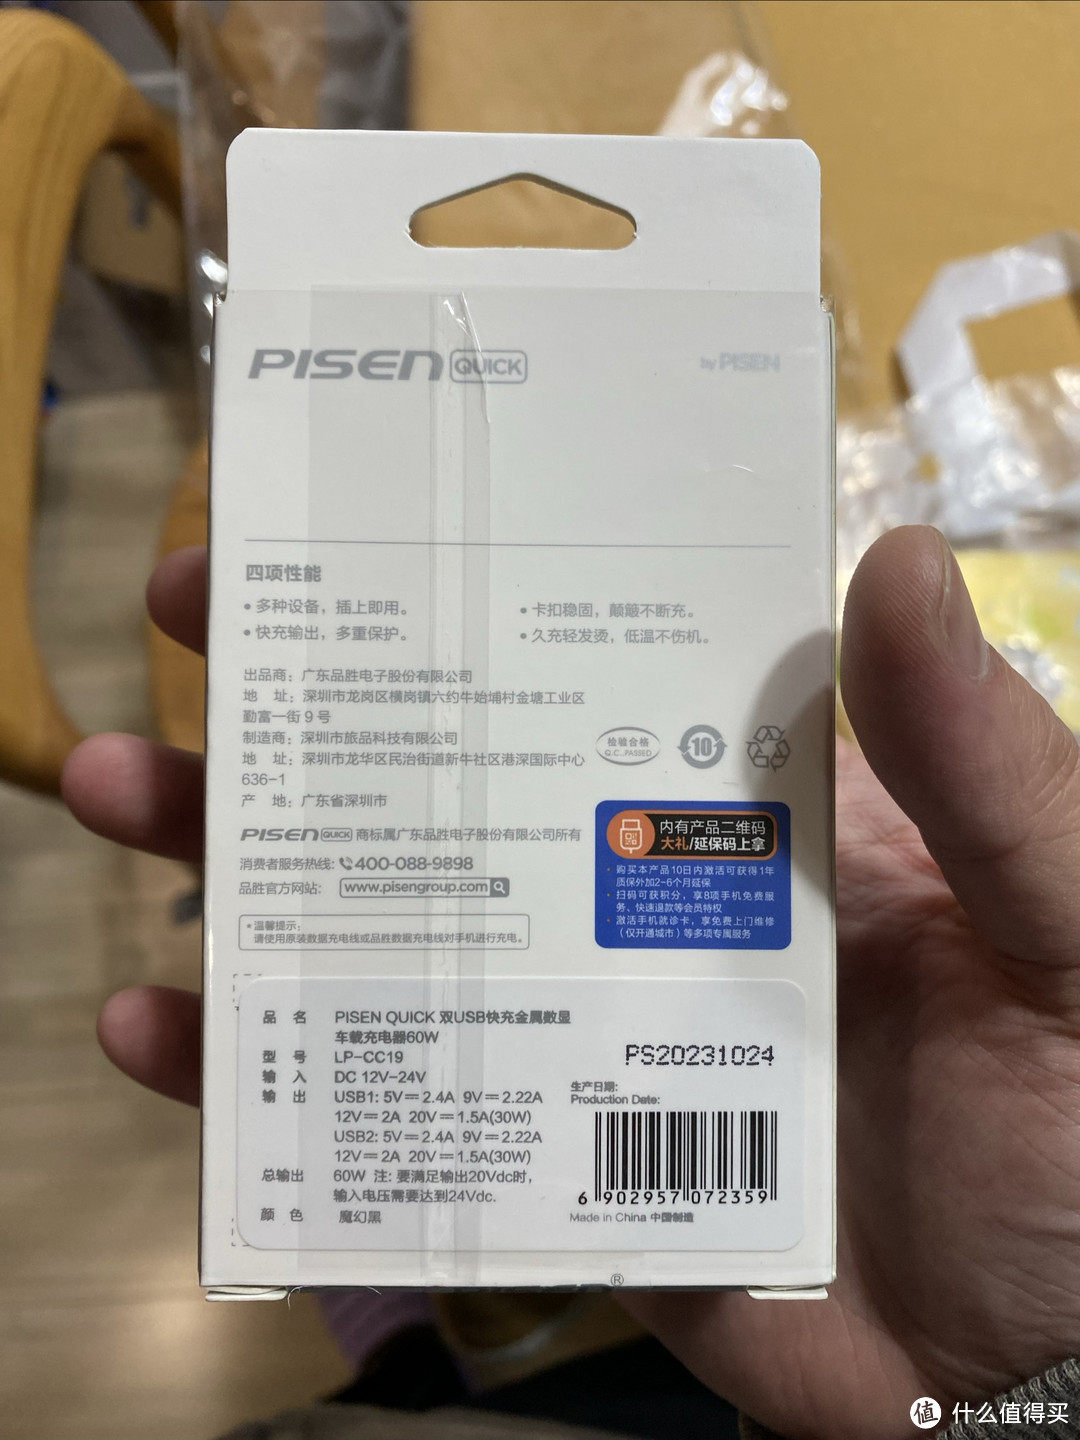 PISEN QUICK
by PISEN
四项性能
• 多种设备，插上即用。
• 卡扣稳固，颠簸不断充。
• 快充输出，多重保护。
• 久充轻发烫，低温不伤机。
出品商：广东品胜电子股份有限公司
地 址：深圳市龙岗区横岗镇六约牛始埔村金塘工业区
勤富一街 9 号
制造商：深圳市旅品科技有限公司
地 址：深圳市龙华区民治街道新牛社区港深国际中心
636-1
产 地：广东省深圳市
检验合格
Q.C.PASSED
10
PISEN QUICK 商标属广东品胜电子股份有限公司所有
消费者服务热线: 400-088-9898
品胜官方网站: www.pisengroup.com
• 温馨提示:
请使用原装数据充电线或品胜数据充电线对手机进行充电。
内有产品二维码
大礼/延保码上拿
• 购买本产品10日内激活可获得1年
质保外加2-6个月延保
• 扫码可获积分，享8项手机免费服
务、快速退款等会员特权
• 激活手机就诊卡，享免费上门维修
（仅开通城市）等多项专属服务
品 名 PISEN QUICK 双USB快充金属数显
车载充电器60W
型 号 LP-CC19
输 入 DC 12V-24V
输 出 USB1: 5V⎓2.4A 9V⎓2.22A
12V⎓2A 20V⎓1.5A(30W)
USB2: 5V⎓2.4A 9V⎓2.22A
12V⎓2A 20V⎓1.5A(30W)
总输出 60W 注: 要满足输出20Vdc时，
输入电压需要达到24Vdc.
颜 色 魔幻黑
PS20231024
生产日期:
Production Date:
6 902957 072359
Made in China 中国制造
®
值 什么值得买